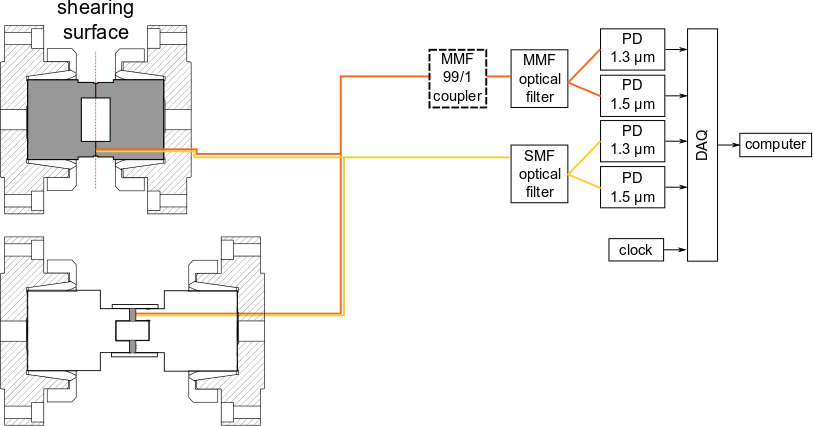 shearing
surface
MMF
99/1
coupler
MMF
optical
filter
PD
1.3 µm
PD
1.5 µm
SMF
optical
filter
PD
1.3 µm
PD
1.5 µm
clock
DAQ
computer